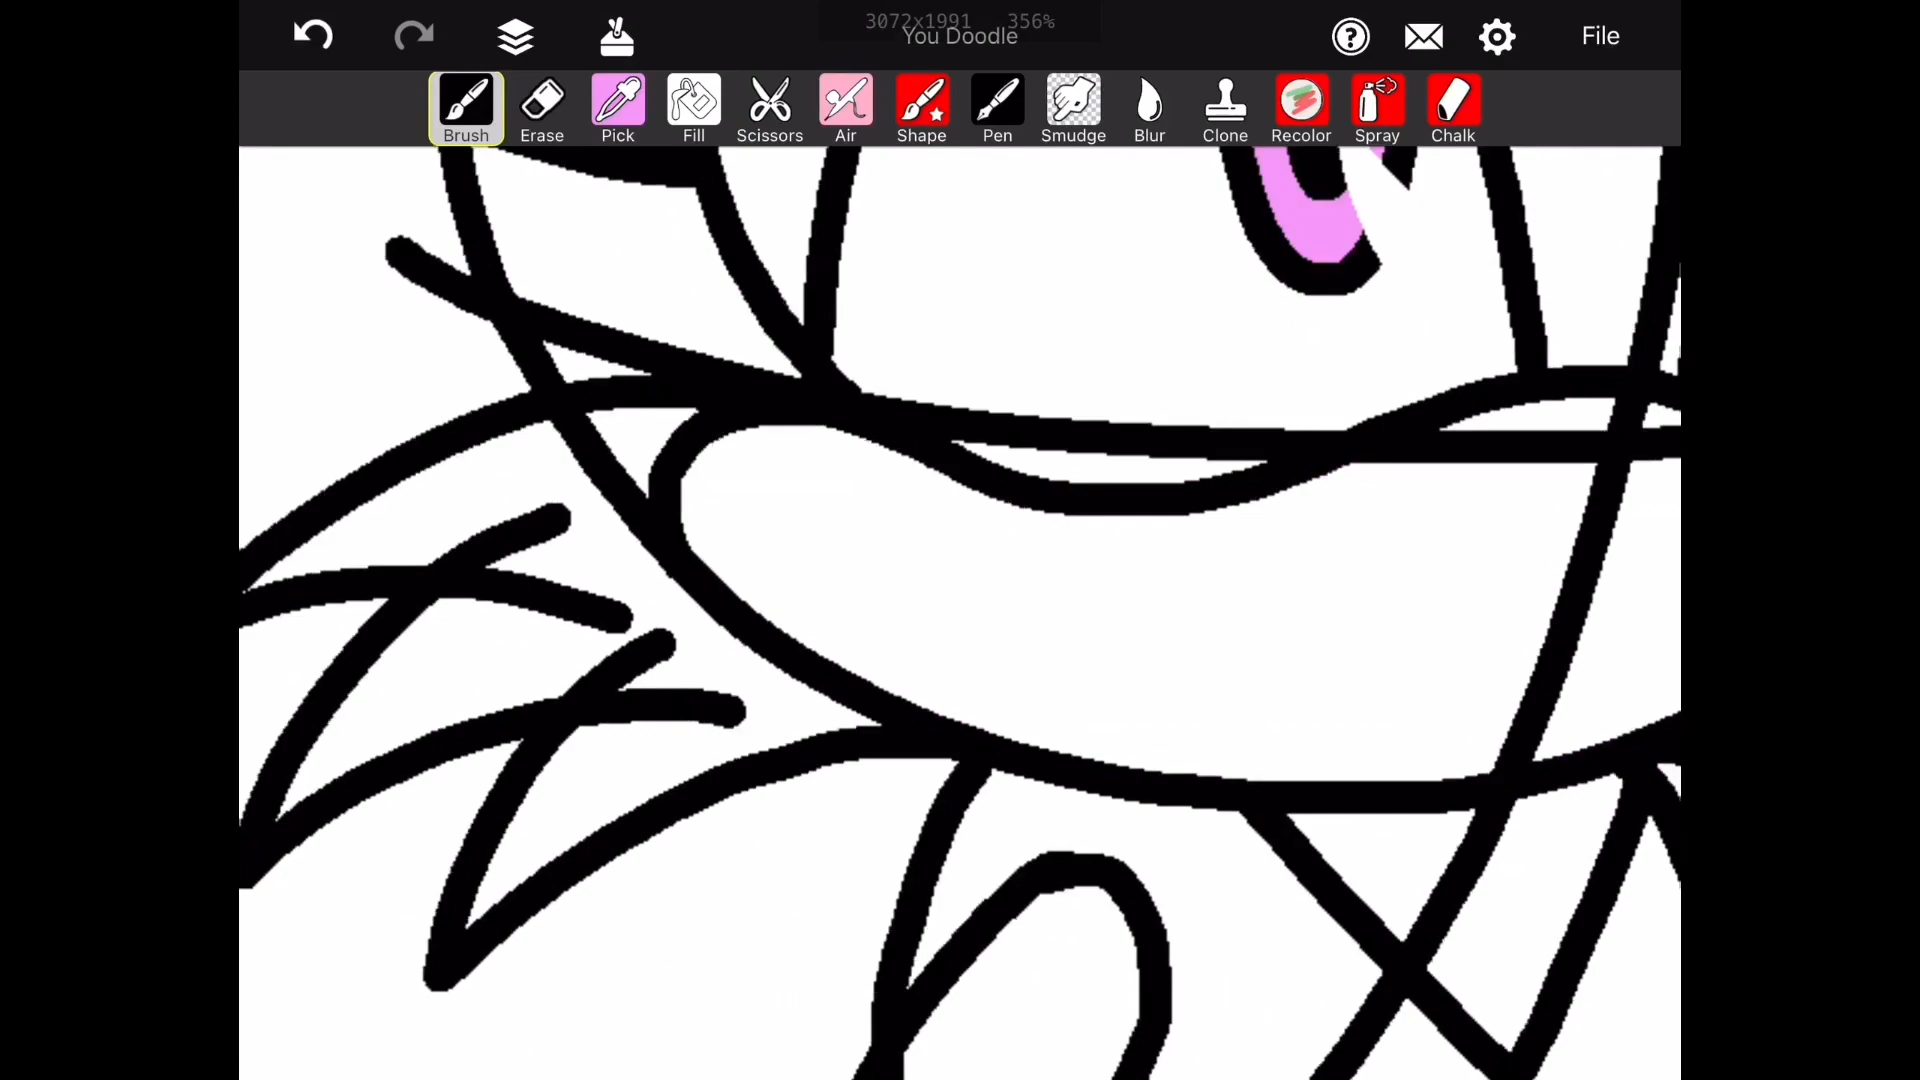 3072x1991 356%
You Doodle
File
Brush Erase Pick Fill Scissors Air Shape Pen Smudge Blur Clone Recolor Spray Chalk